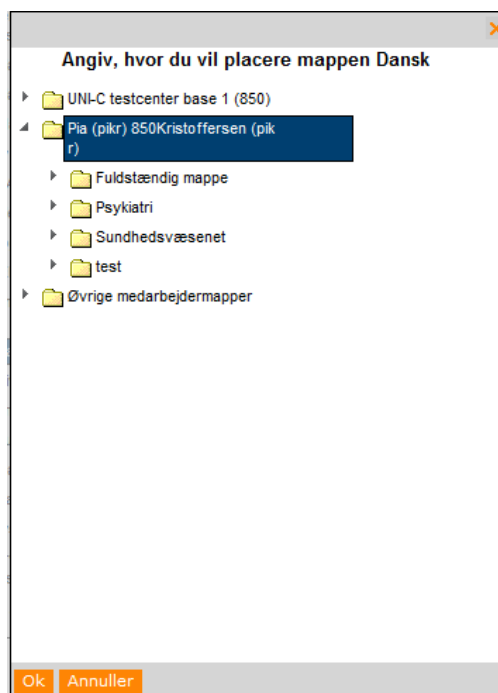 Angiv, hvor du vil placere mappen Dansk
UNI-C testcenter base 1 (850)
Pia (pikr) 850Kristoffersen (pik
r)
Fuldstændig mappe
Psykiatri
Sundhedsvæsenet
test
Øvrige medarbejdermapper
Ok Annuller